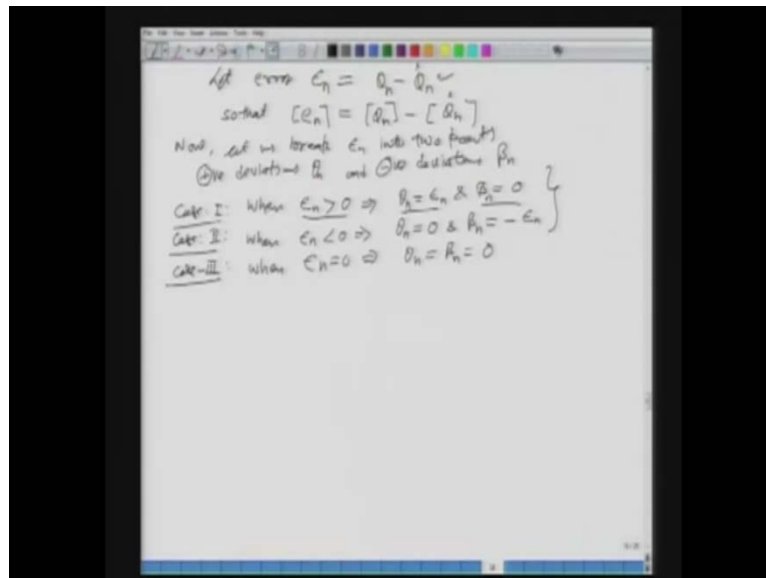 Let error ϵn = Qn - Q̂n ✓
so that [en] = [Qn] - [Q̂n]
Now, let us break ϵn into two parts,
⊕ve deviations θn and ⊖ve deviations βn
Case-I: when ϵn > 0 ⇒ θn = ϵn & βn = 0
Case-II: when ϵn < 0 ⇒ θn = 0 & βn = - ϵn
Case-III: when ϵn = 0 ⇒ θn = βn = 0